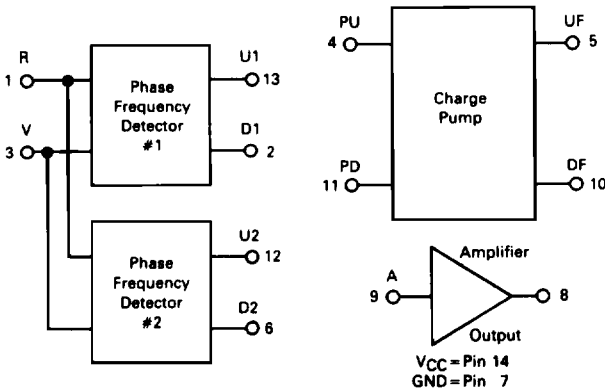 R
1
V
3
Phase
Frequency
Detector
#1
U1
13
D1
2
Phase
Frequency
Detector
#2
U2
12
D2
6
PU
4
PD
11
Charge
Pump
UF
5
DF
10
A
9
Amplifier
8
Output
VCC = Pin 14
GND = Pin 7